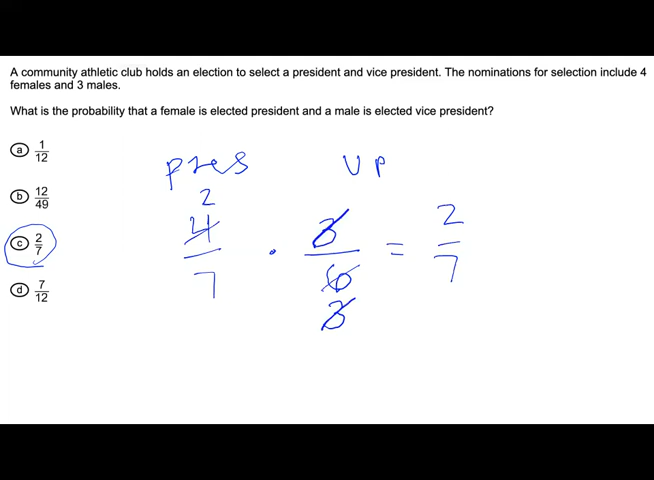 A community athletic club holds an election to select a president and vice president. The nominations for selection include 4
females and 3 males.
What is the probability that a female is elected president and a male is elected vice president?
a 1/12
b 12/49
c 2/7
d 7/12
pres VP
2
4/7 · 3/6 = 2/7
3